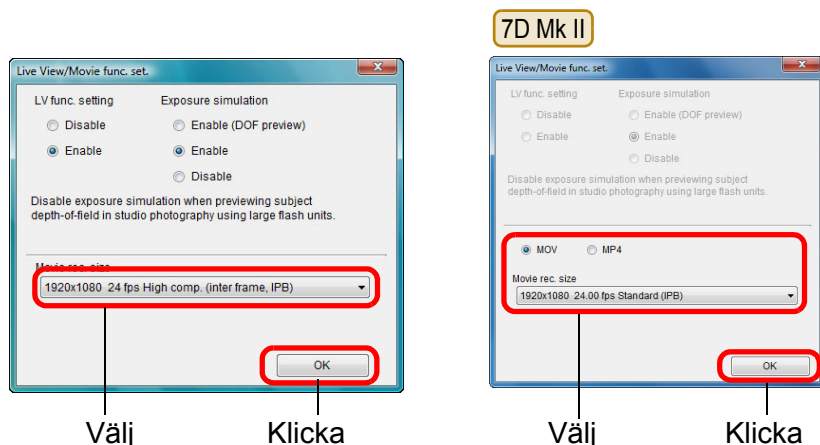 Live View/Movie func. set.
LV func. setting Exposure simulation
Disable Enable (DOF preview)
Enable Enable
Disable
Disable exposure simulation when previewing subject
depth-of-field in studio photography using large flash units.
Movie rec. size
1920x1080 24 fps High comp. (inter frame, IPB)
OK
Välj Klicka
7D Mk II
Live View/Movie func. set.
LV func. setting Exposure simulation
Disable Enable (DOF preview)
Enable Enable
Disable
Disable exposure simulation when previewing subject
depth-of-field in studio photography using large flash units.
MOV MP4
Movie rec. size
1920x1080 24.00 fps Standard (IPB)
OK
Välj Klicka